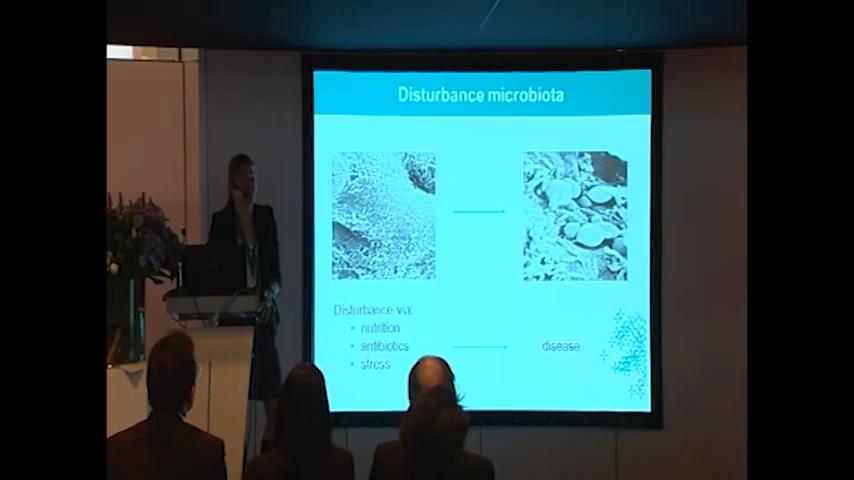 Disturbance microbiota
Disturbance via:
• nutrition
• antibiotics
• stress
disease